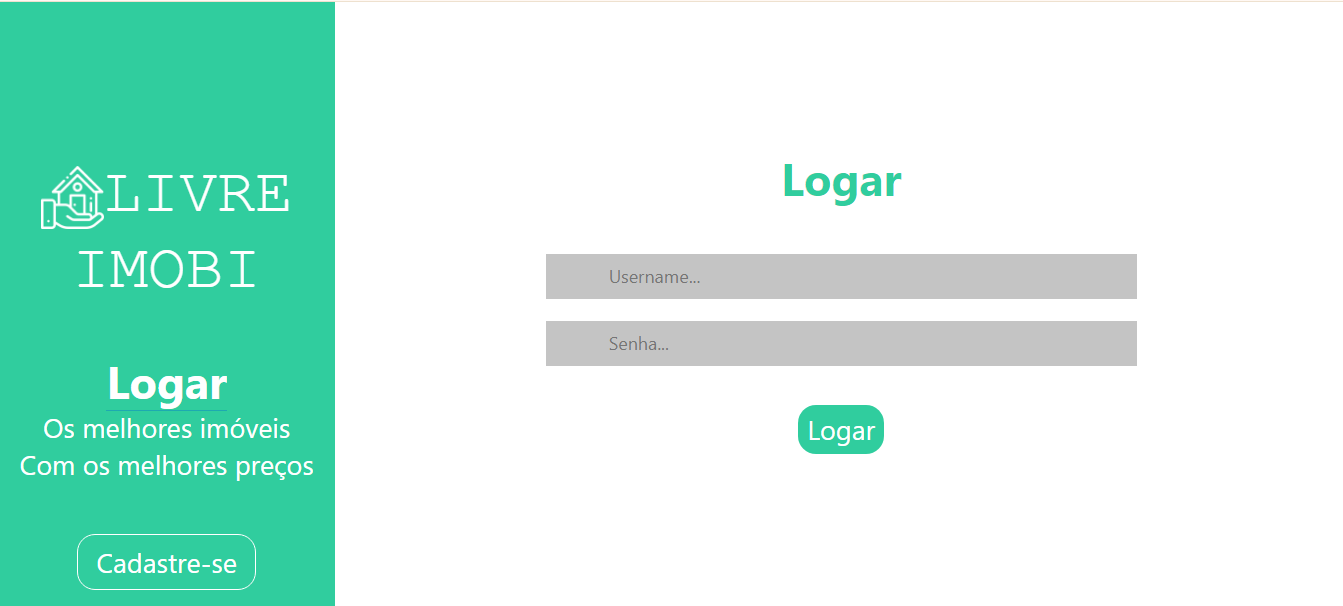 LIVRE
IMOBI
Logar
Os melhores imóveis
Com os melhores preços
Cadastre-se
Logar
Username...
Senha...
Logar